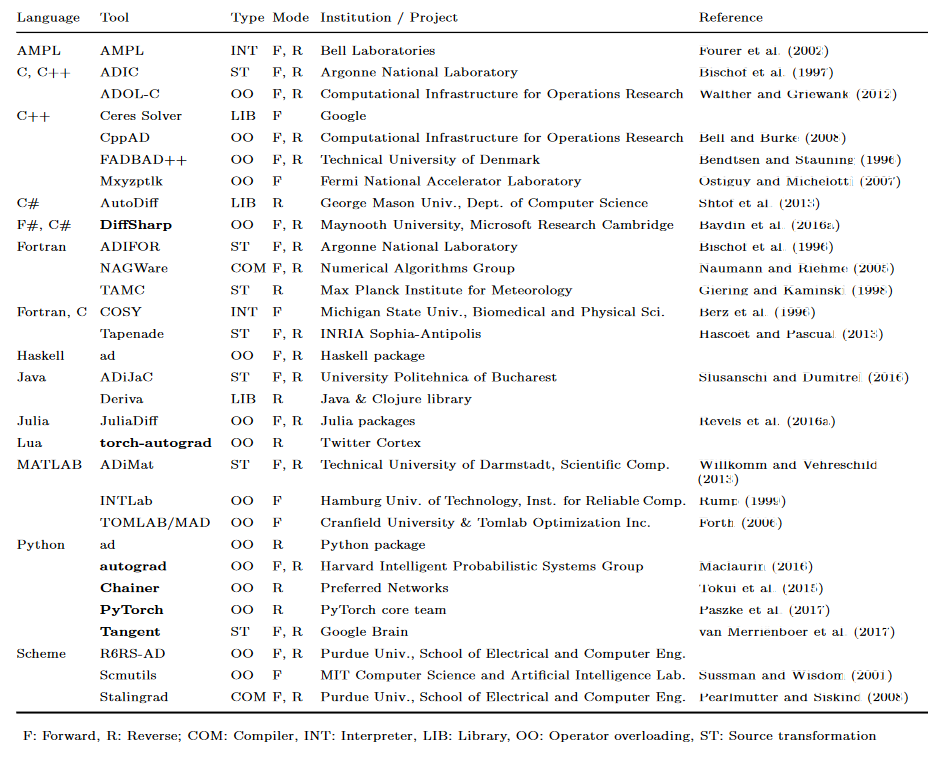 Language Tool Type Mode Institution / Project Reference
AMPL AMPL INT F, R Bell Laboratories Fourer et al. (2002)
C, C++ ADIC ST F, R Argonne National Laboratory Bischof et al. (1997)
ADOL-C OO F, R Computational Infrastructure for Operations Research Walther and Griewank (2012)
C++ Ceres Solver LIB F Google
CppAD OO F, R Computational Infrastructure for Operations Research Bell and Burke (2008)
FADBAD++ OO F, R Technical University of Denmark Bendtsen and Stauning (1996)
Mxyzptlk OO F Fermi National Accelerator Laboratory Ostiguy and Michelotti (2007)
C# AutoDiff LIB R George Mason Univ., Dept. of Computer Science Shtof et al. (2013)
F#, C# DiffSharp OO F, R Maynooth University, Microsoft Research Cambridge Baydin et al. (2016a)
Fortran ADIFOR ST F, R Argonne National Laboratory Bischof et al. (1996)
NAGWare COM F, R Numerical Algorithms Group Naumann and Riehme (2005)
TAMC ST R Max Planck Institute for Meteorology Giering and Kaminski (1998)
Fortran, C COSY INT F Michigan State Univ., Biomedical and Physical Sci. Berz et al. (1996)
Tapenade ST F, R INRIA Sophia-Antipolis Hascoët and Pascual (2013)
Haskell ad OO F, R Haskell package
Java ADiJaC ST F, R University Politehnica of Bucharest Slusanschi and Dumitrel (2016)
Deriva LIB R Java & Clojure library
Julia JuliaDiff OO F, R Julia packages Revels et al. (2016a)
Lua torch-autograd OO R Twitter Cortex
MATLAB ADiMat ST F, R Technical University of Darmstadt, Scientific Comp. Willkomm and Vehreschild
(2013)
INTLab OO F Hamburg Univ. of Technology, Inst. for Reliable Comp. Rump (1999)
TOMLAB/MAD OO F Cranfield University & Tomlab Optimization Inc. Forth (2006)
Python ad OO R Python package
autograd OO F, R Harvard Intelligent Probabilistic Systems Group Maclaurin (2016)
Chainer OO R Preferred Networks Tokui et al. (2015)
PyTorch OO R PyTorch core team Paszke et al. (2017)
Tangent ST F, R Google Brain van Merriënboer et al. (2017)
Scheme R6RS-AD OO F, R Purdue Univ., School of Electrical and Computer Eng.
Scmutils OO F MIT Computer Science and Artificial Intelligence Lab. Sussman and Wisdom (2001)
Stalingrad COM F, R Purdue Univ., School of Electrical and Computer Eng. Pearlmutter and Siskind (2008)
F: Forward, R: Reverse; COM: Compiler, INT: Interpreter, LIB: Library, OO: Operator overloading, ST: Source transformation